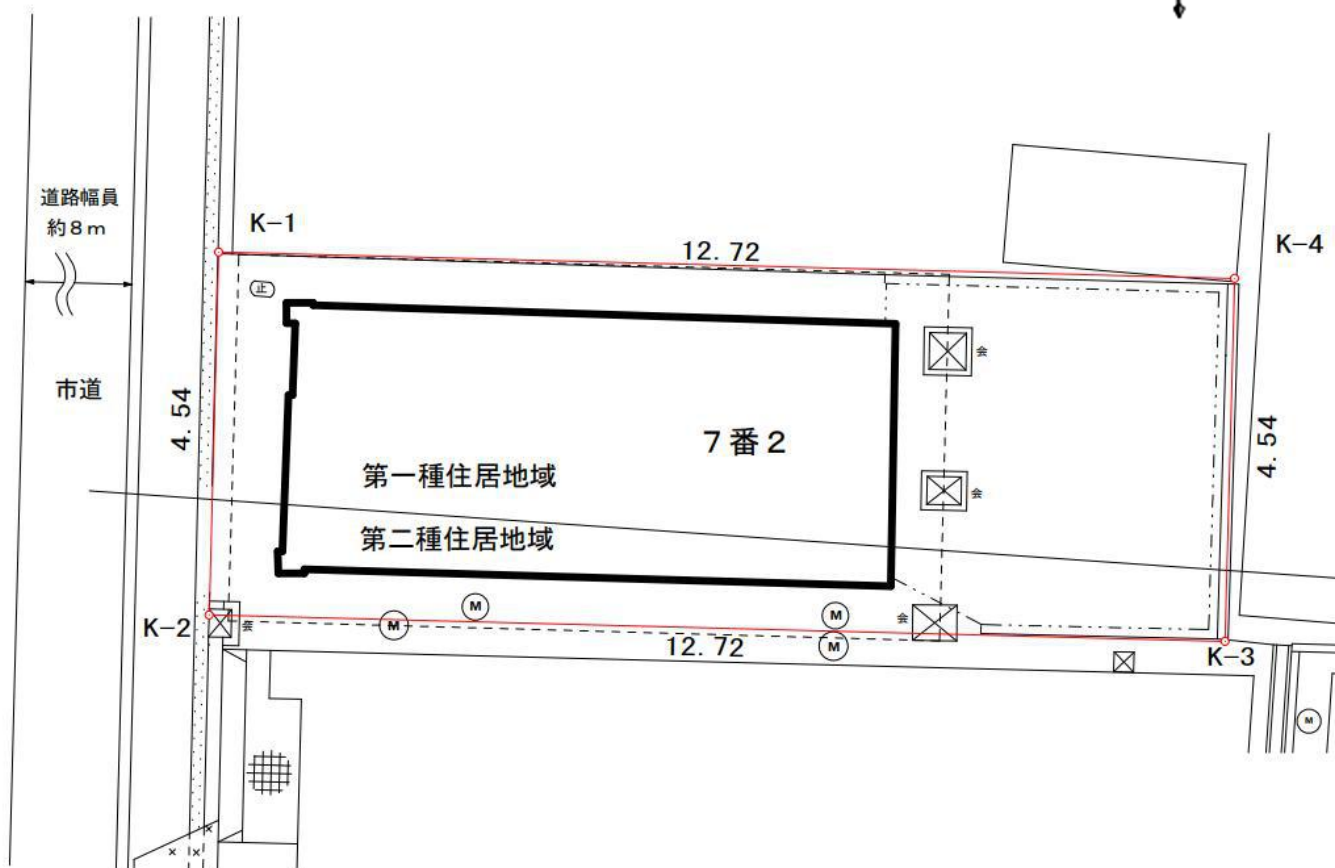 道路幅員
約8m
K-1
12.72
K-4
止
会
市道
4.54
7番2
4.54
第一種住居地域
会
第二種住居地域
M
M
会
K-2
会
M
M
12.72
K-3
M